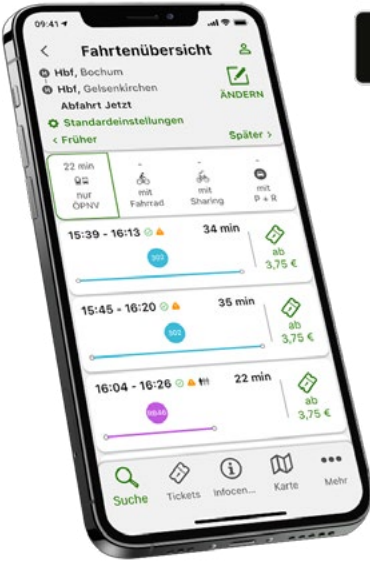 09:41
Fahrtenübersicht
Hbf, Bochum
Hbf, Gelsenkirchen
ÄNDERN
Abfahrt Jetzt
Standardeinstellungen
< Früher
Später >
22 min
nur
ÖPNV
-
mit
Fahrrad
-
mit
Sharing
-
mit
P + R
15:39 - 16:13
34 min
302
ab
3,75 €
15:45 - 16:20
35 min
302
ab
3,75 €
16:04 - 16:26
22 min
RB46
ab
3,75 €
Suche
Tickets
Infocen...
Karte
Mehr